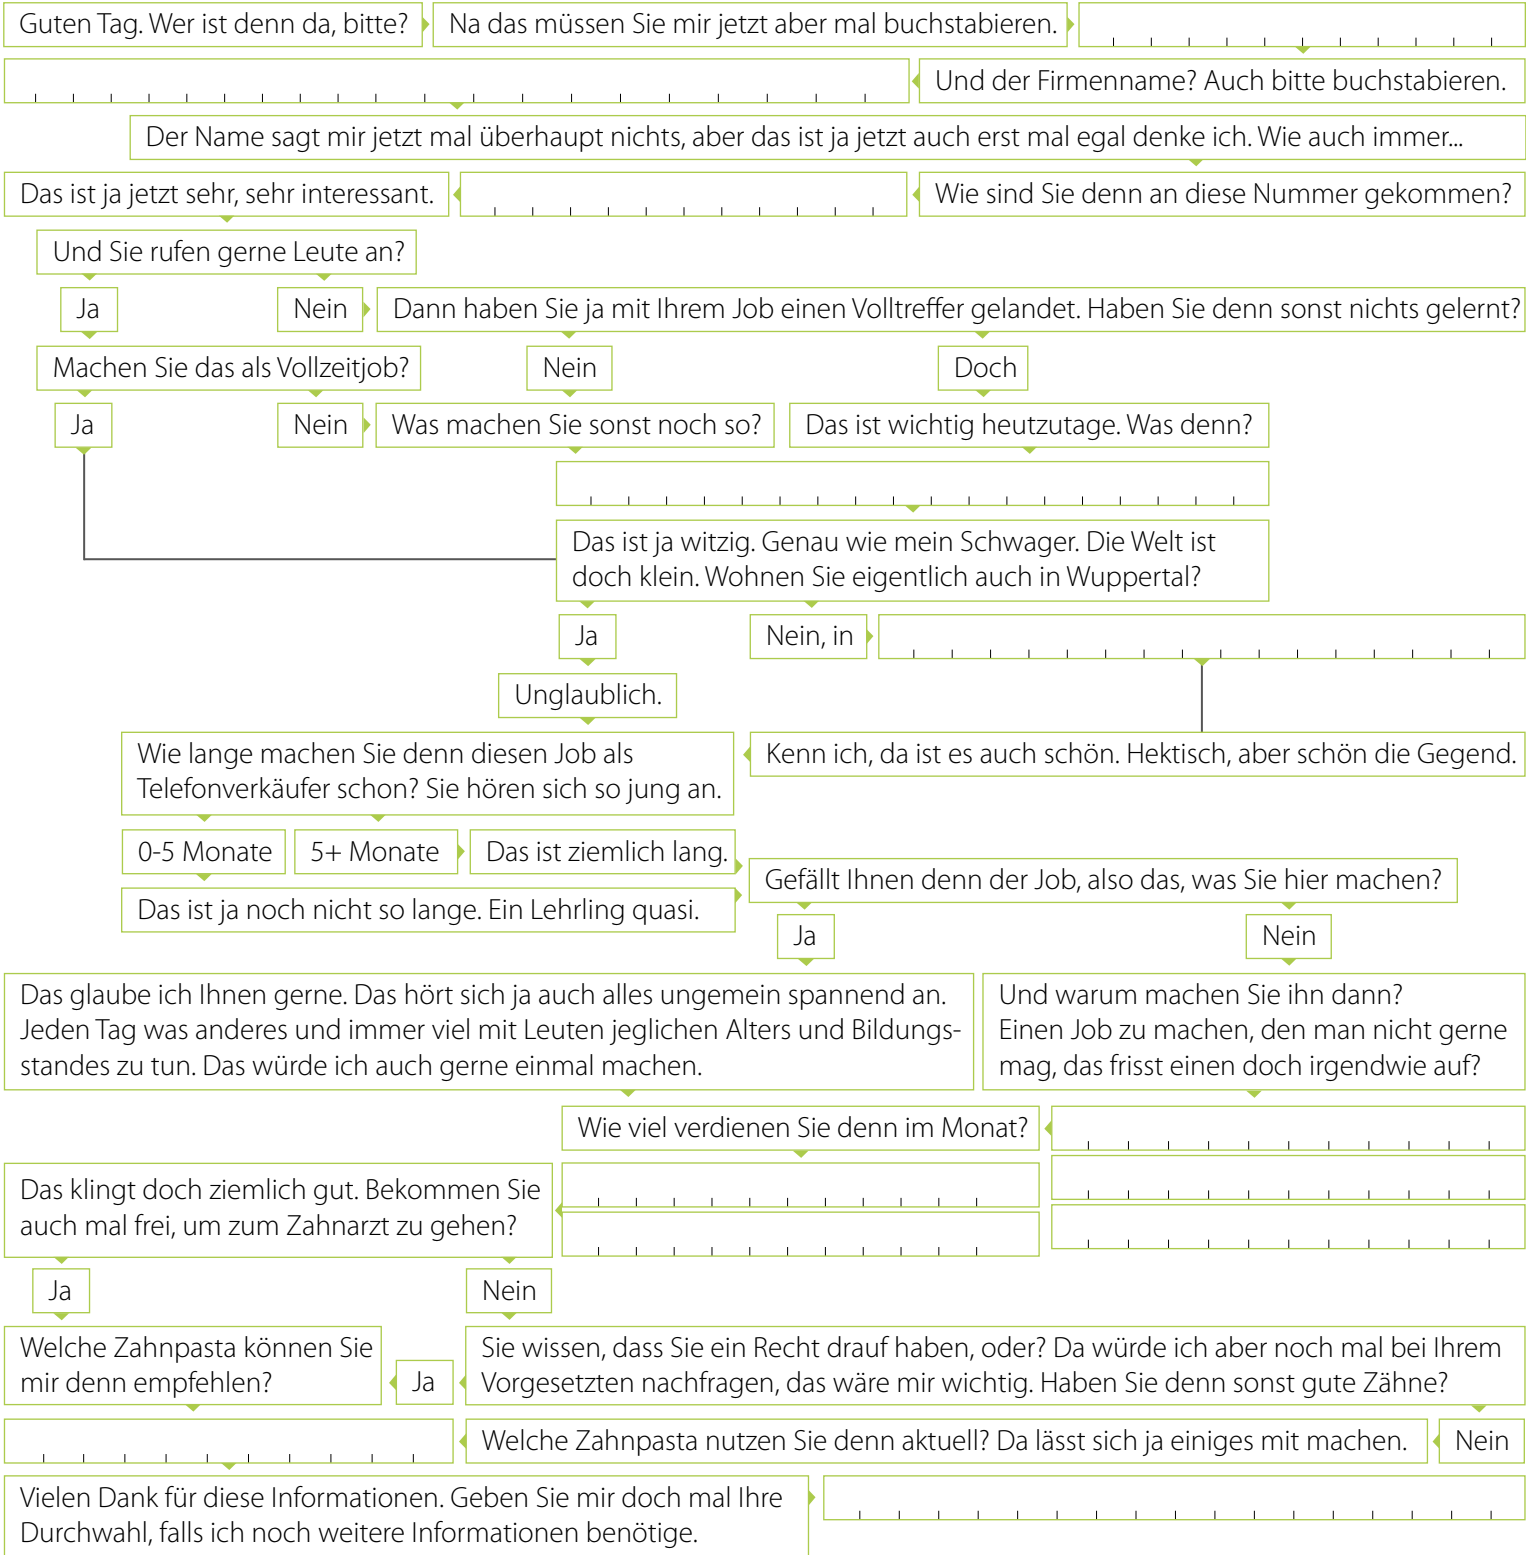 Guten Tag. Wer ist denn da, bitte?
Na das müssen Sie mir jetzt aber mal buchstabieren.
Und der Firmenname? Auch bitte buchstabieren.
Der Name sagt mir jetzt mal überhaupt nichts, aber das ist ja jetzt auch erst mal egal denke ich. Wie auch immer...
Wie sind Sie denn an diese Nummer gekommen?
Das ist ja jetzt sehr, sehr interessant.
Und Sie rufen gerne Leute an?
Ja
Nein
Dann haben Sie ja mit Ihrem Job einen Volltreffer gelandet. Haben Sie denn sonst nichts gelernt?
Machen Sie das als Vollzeitjob?
Nein
Doch
Ja
Nein
Was machen Sie sonst noch so?
Das ist wichtig heutzutage. Was denn?
Das ist ja witzig. Genau wie mein Schwager. Die Welt ist
doch klein. Wohnen Sie eigentlich auch in Wuppertal?
Ja
Nein, in
Unglaublich.
Kenn ich, da ist es auch schön. Hektisch, aber schön die Gegend.
Wie lange machen Sie denn diesen Job als
Telefonverkäufer schon? Sie hören sich so jung an.
0-5 Monate
5+ Monate
Das ist ziemlich lang.
Das ist ja noch nicht so lange. Ein Lehrling quasi.
Gefällt Ihnen denn der Job, also das, was Sie hier machen?
Ja
Nein
Das glaube ich Ihnen gerne. Das hört sich ja auch alles ungemein spannend an.
Jeden Tag was anderes und immer viel mit Leuten jeglichen Alters und Bildungs-
standes zu tun. Das würde ich auch gerne einmal machen.
Und warum machen Sie ihn dann?
Einen Job zu machen, den man nicht gerne
mag, das frisst einen doch irgendwie auf?
Wie viel verdienen Sie denn im Monat?
Das klingt doch ziemlich gut. Bekommen Sie
auch mal frei, um zum Zahnarzt zu gehen?
Ja
Nein
Welche Zahnpasta können Sie
mir denn empfehlen?
Ja
Sie wissen, dass Sie ein Recht drauf haben, oder? Da würde ich aber noch mal bei Ihrem
Vorgesetzten nachfragen, das wäre mir wichtig. Haben Sie denn sonst gute Zähne?
Welche Zahnpasta nutzen Sie denn aktuell? Da lässt sich ja einiges mit machen.
Nein
Vielen Dank für diese Informationen. Geben Sie mir doch mal Ihre
Durchwahl, falls ich noch weitere Informationen benötige.